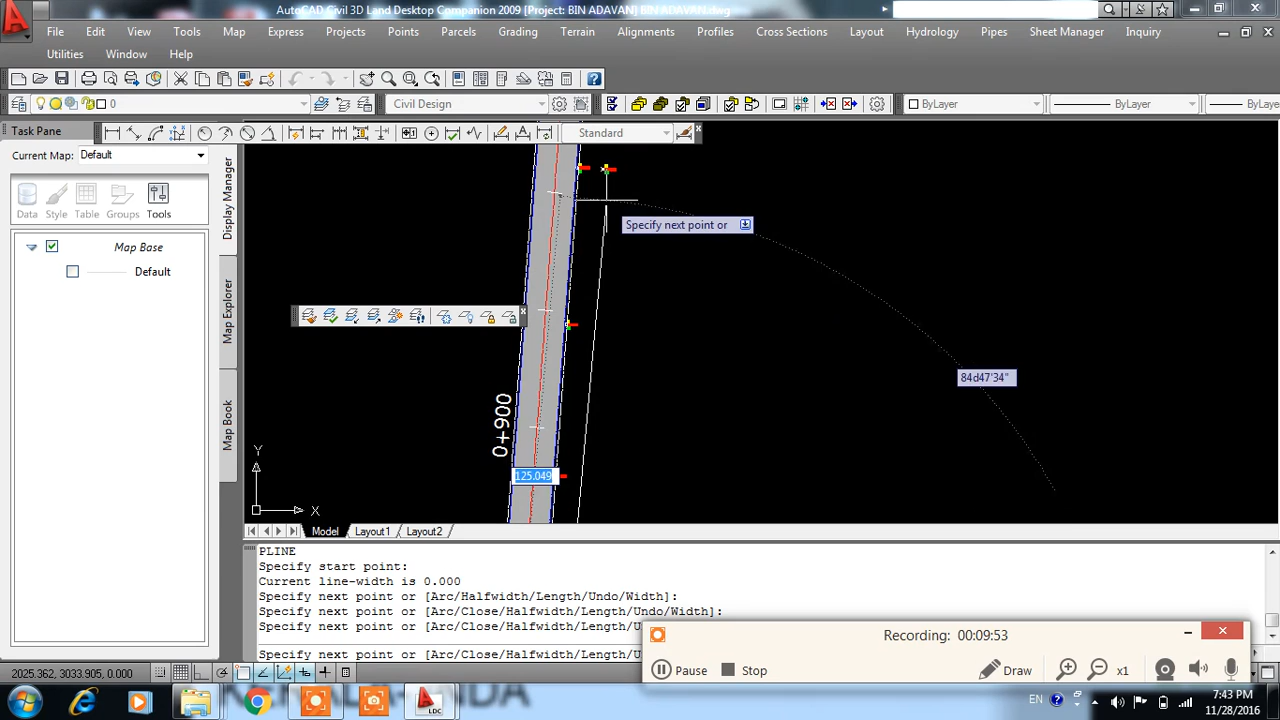 AutoCAD Civil 3D Land Desktop Companion 2009 [Project: BIN ADAVAN] BIN ADAVAN.dwg
File Edit View Tools Map Express Projects Points Parcels Grading Terrain Alignments Profiles Cross Sections Layout Hydrology Pipes Sheet Manager Inquiry
Utilities Window Help
0 Civil Design ByLayer ByLayer ByLayer
Task Pane Standard
Current Map: Default
Data Style Table Groups Tools
Display Manager
Map Explorer
Map Book
Map Base
Default
Specify next point or
84d47'34"
0+900
125.049
Y
X
Model Layout1 Layout2
PLINE
Specify start point:
Current line-width is 0.000
Specify next point or [Arc/Halfwidth/Length/Undo/Width]:
Specify next point or [Arc/Close/Halfwidth/Length/Undo/Width]:
Specify next point or [Arc/Close/Halfwidth/Length/U
Specify next point or [Arc/Close/Halfwidth/Length/U
Recording: 00:09:53
Pause Stop Draw x1
2025.362, 3033.905, 0.000
LDC
EN
7:43 PM
11/28/2016